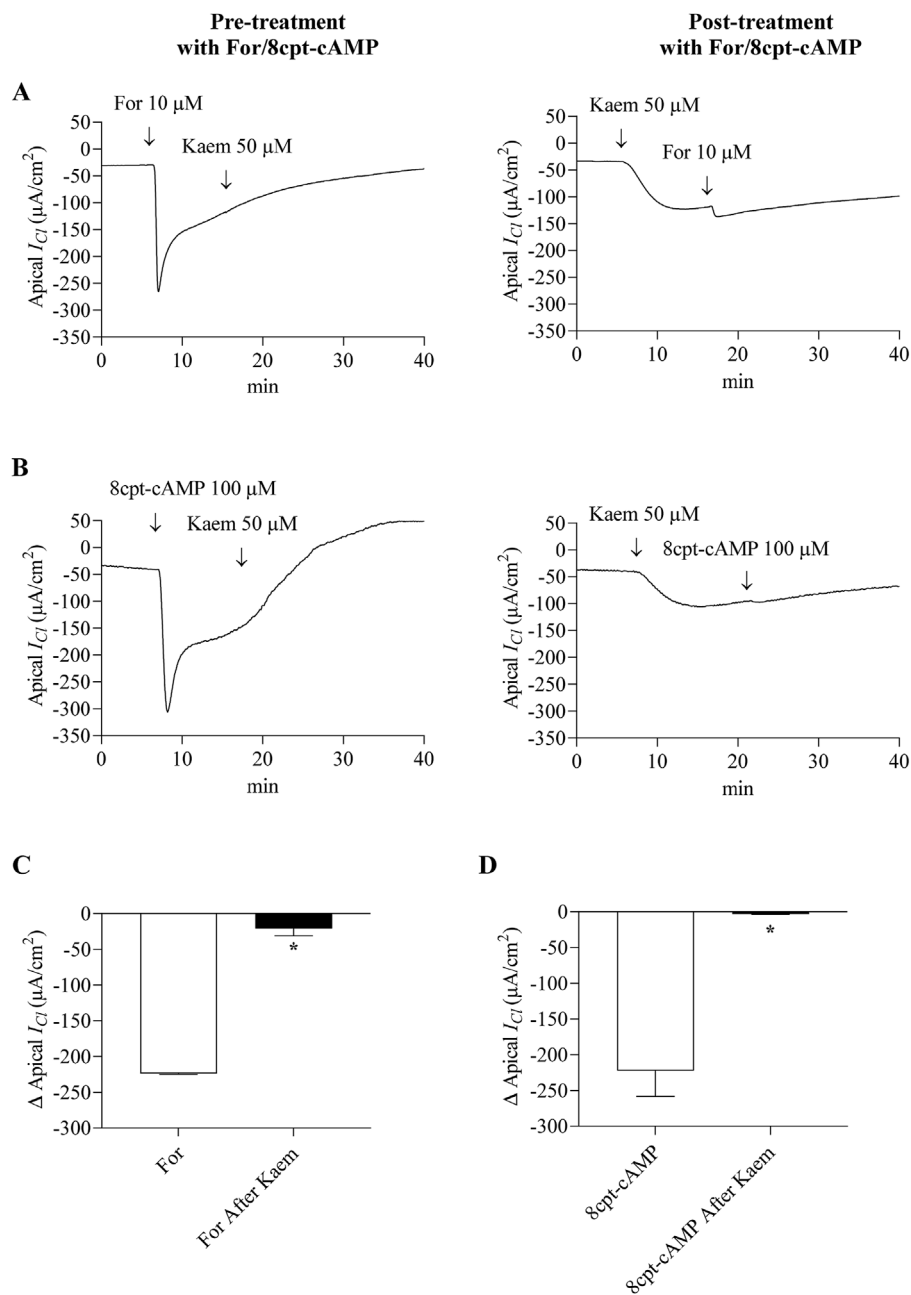 Pre-treatment
with For/8cpt-cAMP
Post-treatment
with For/8cpt-cAMP
A
For 10 μM
Kaem 50 μM
Apical ICl (μA/cm2)
50
0
-50
-100
-150
-200
-250
-300
-350
0
10
20
30
40
min
Kaem 50 μM
For 10 μM
Apical ICl (μA/cm2)
50
0
-50
-100
-150
-200
-250
-300
-350
0
10
20
30
40
min
B
8cpt-cAMP 100 μM
Kaem 50 μM
Apical ICl (μA/cm2)
50
0
-50
-100
-150
-200
-250
-300
-350
0
10
20
30
40
min
Kaem 50 μM
8cpt-cAMP 100 μM
Apical ICl (μA/cm2)
50
0
-50
-100
-150
-200
-250
-300
-350
0
10
20
30
40
min
C
Δ Apical ICl (μA/cm2)
0
-50
-100
-150
-200
-250
-300
*
For
For After Kaem
D
Δ Apical ICl (μA/cm2)
0
-50
-100
-150
-200
-250
-300
*
8cpt-cAMP
8cpt-cAMP After Kaem